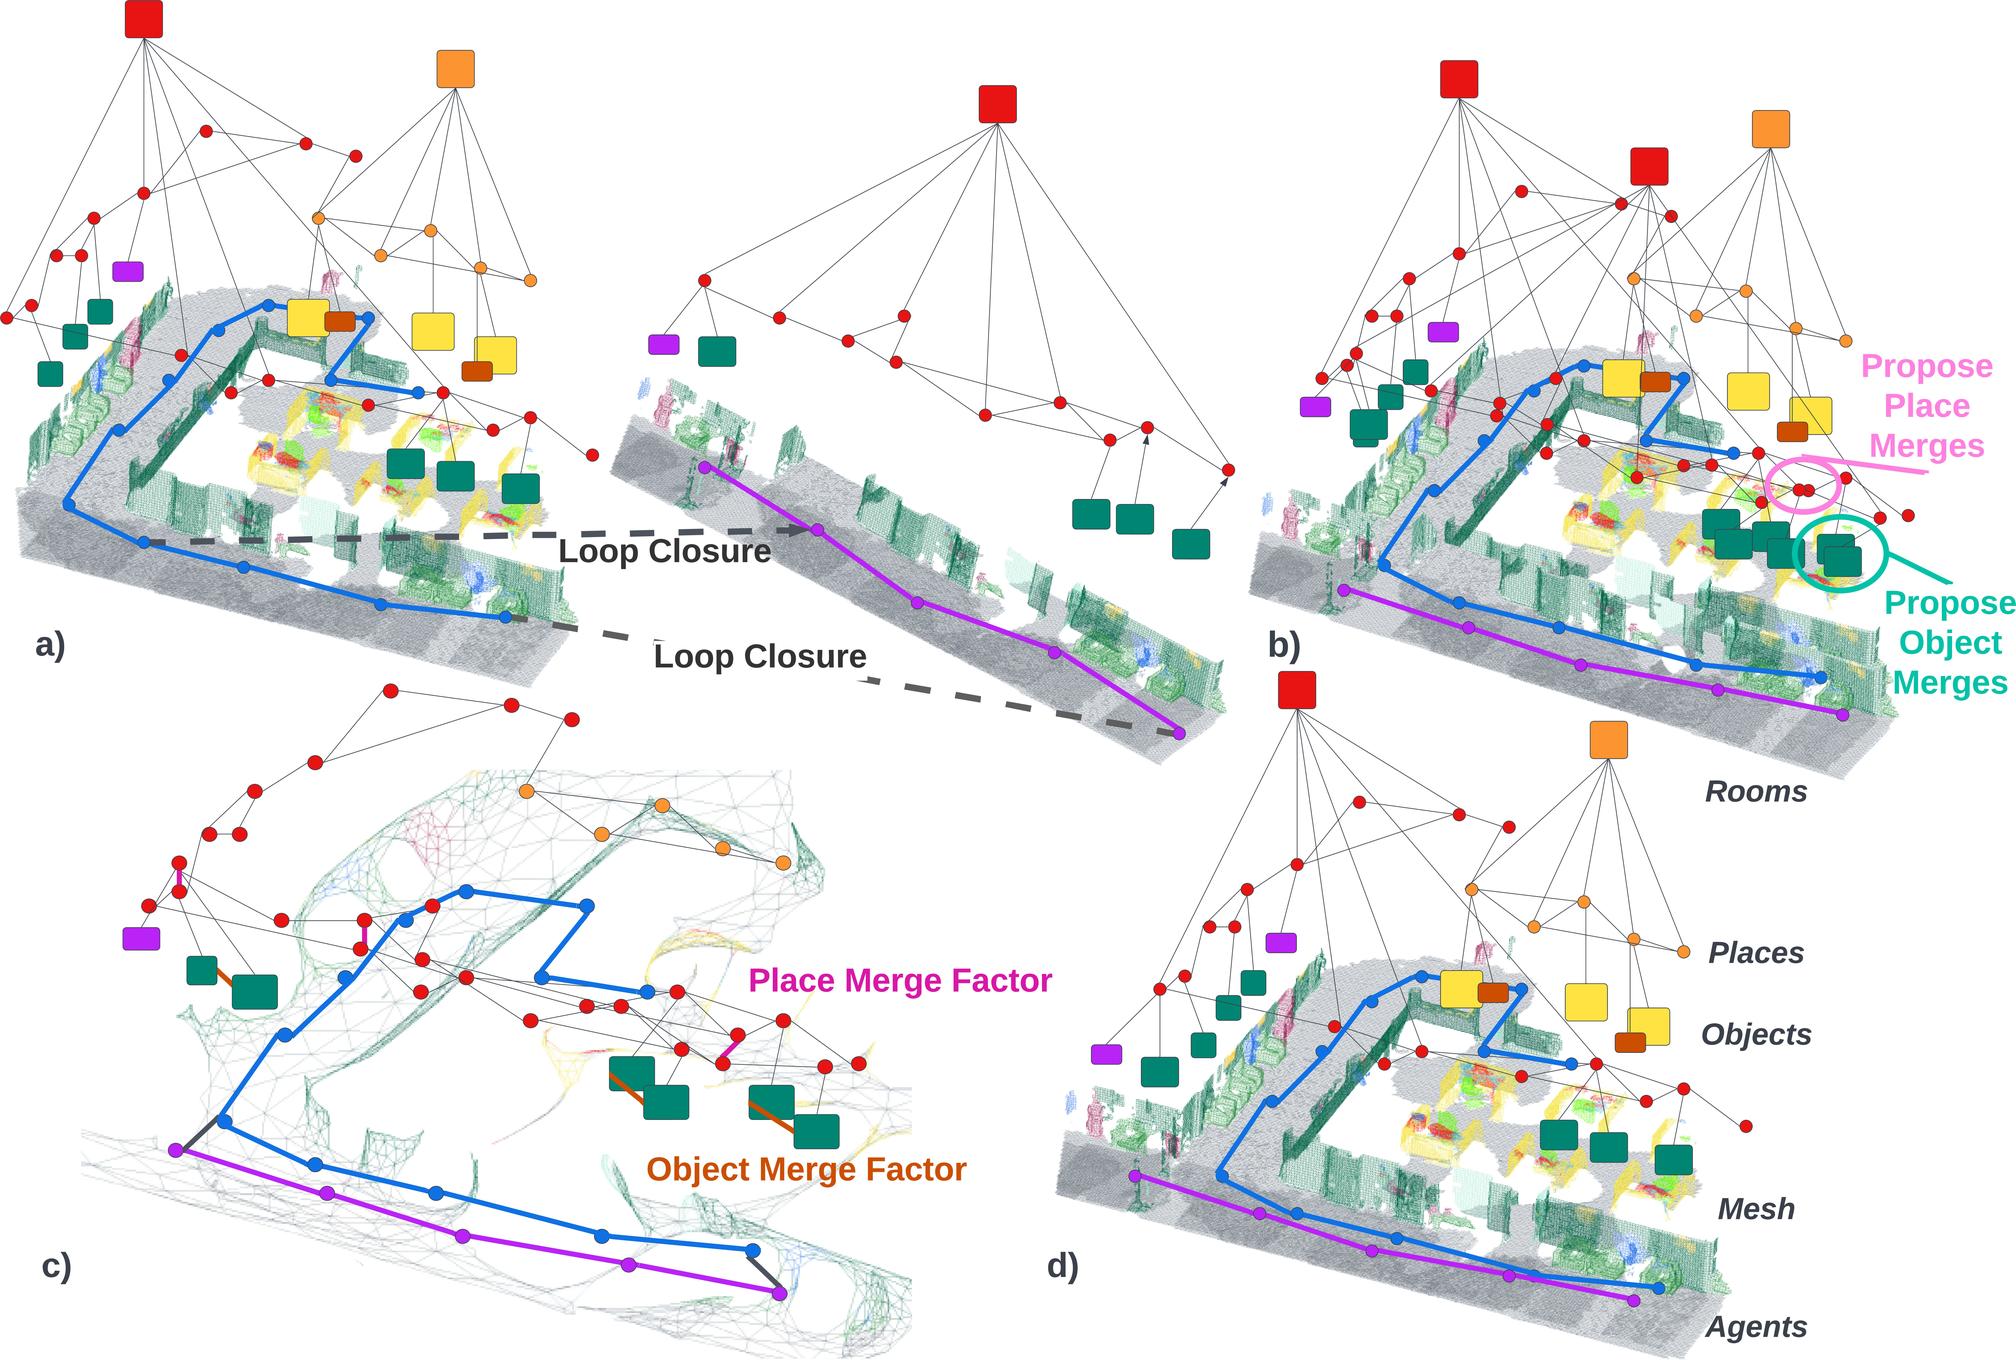 a)
Loop Closure
Loop Closure
b)
Propose
Place
Merges
Propose
Object
Merges
c)
Place Merge Factor
Object Merge Factor
d)
Rooms
Places
Objects
Mesh
Agents